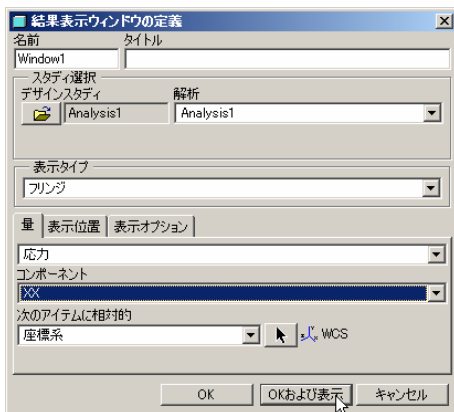 結果表示ウィンドウの定義
名前 タイトル
Window1
スタディ選択
デザインスタディ 解析
Analysis1 Analysis1
表示タイプ
フリンジ
量 表示位置 表示オプション
応力
コンポーネント
XX
次のアイテムに相対的
座標系 WCS
OK OKおよび表示 キャンセル